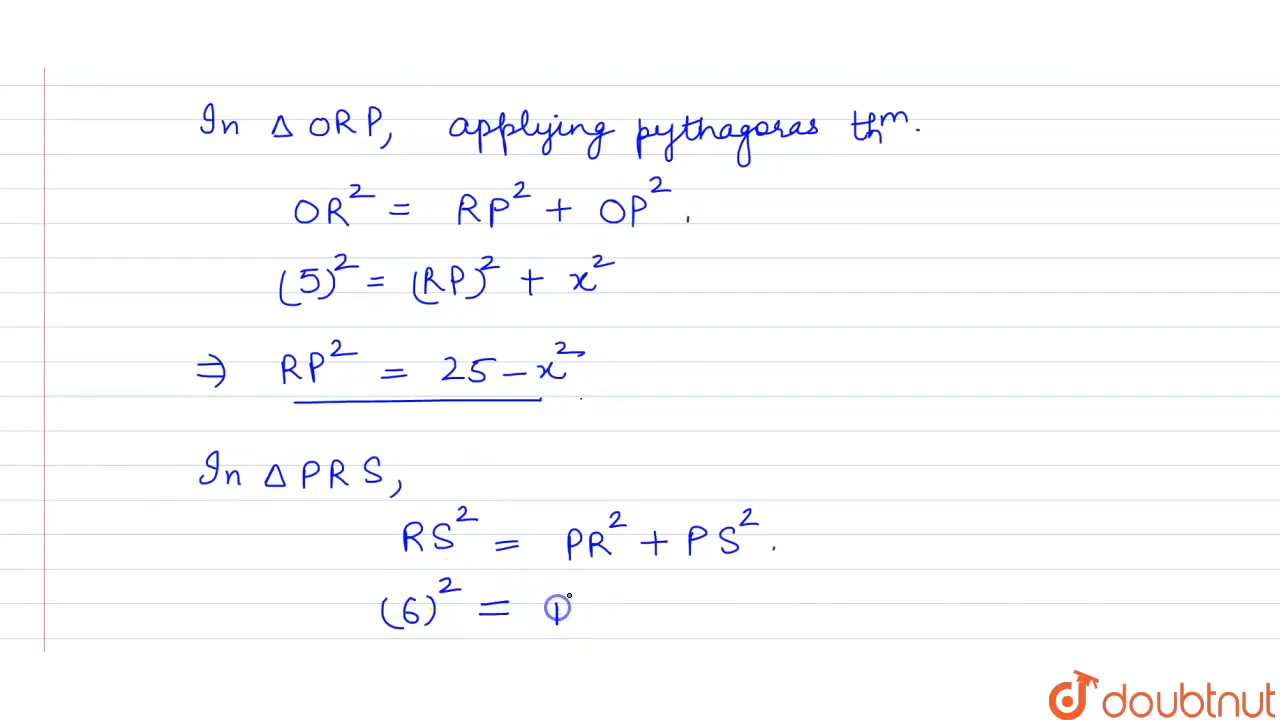 In Δ ORP, applying pythagoras thᵐ.
OR² = RP² + OP².
(5)² = (RP)² + x²
⇒ RP² = 25 - x²
In Δ PRS,
RS² = PR² + PS².
(6)² =
doubtnut